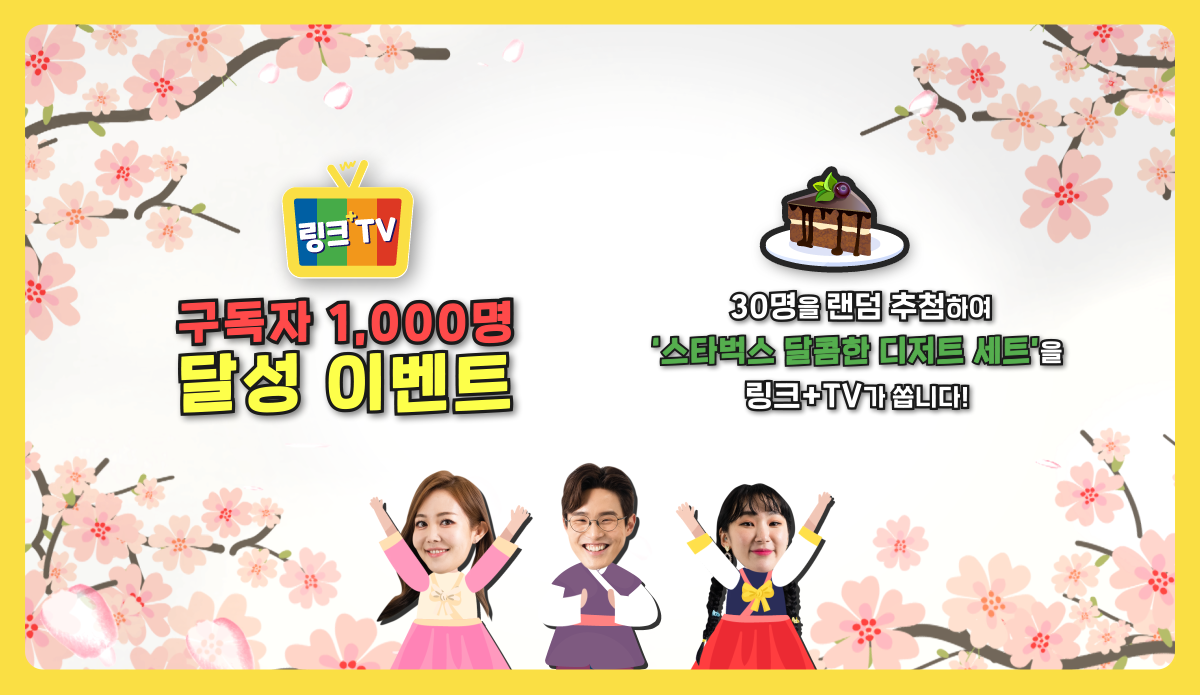 링크+TV
구독자 1,000명
달성 이벤트
30명을 랜덤 추첨하여
'스타벅스 달콤한 디저트 세트'을
링크+TV가 쏩니다!